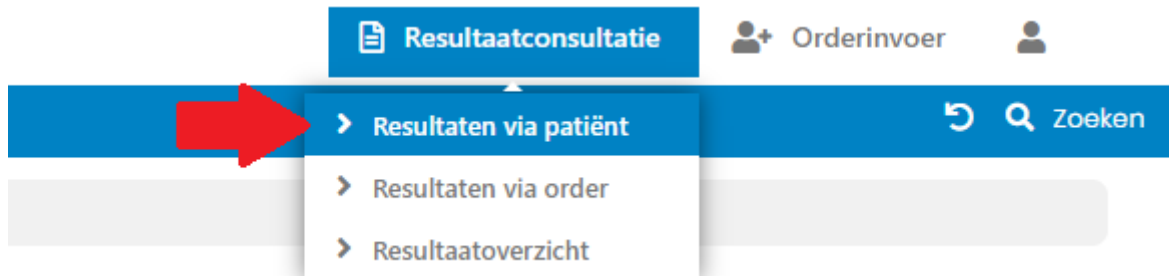 Resultaatconsultatie Orderinvoer
Resultaten via patiënt Zoeken
Resultaten via order
Resultaatoverzicht